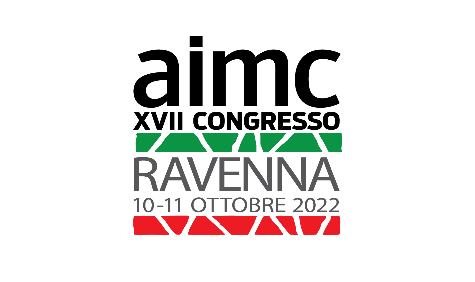 aimc
XVII CONGRESSO
RAVENNA
10-11 OTTOBRE 2022